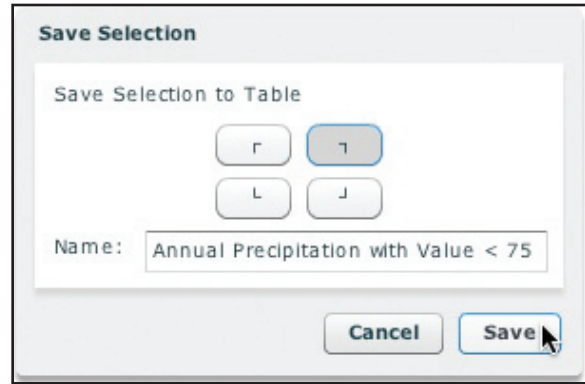 Save Selection
Save Selection to Table
┌ ┐
└ ┘
Name: Annual Precipitation with Value < 75
Cancel Save